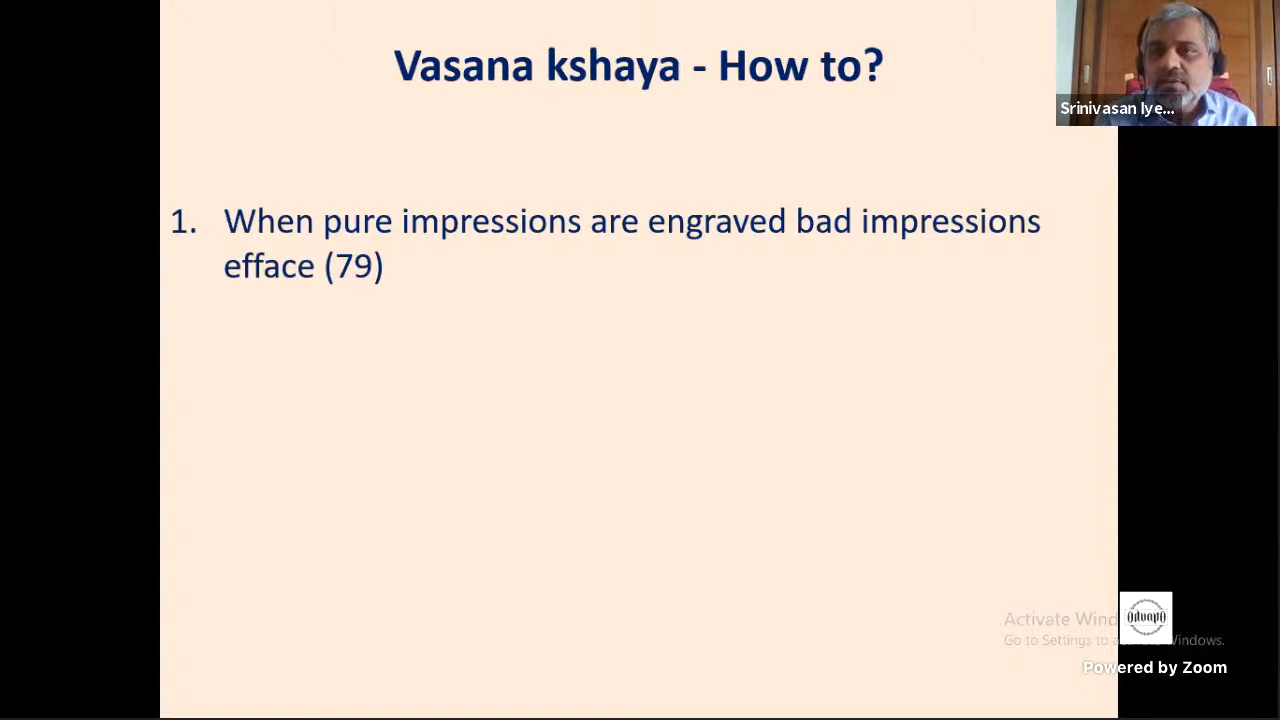 Vasana kshaya - How to?
Srinivasan Iye...
1. When pure impressions are engraved bad impressions
efface (79)
Activate Wind
Go to Settings to a Windows.
Powered by Zoom